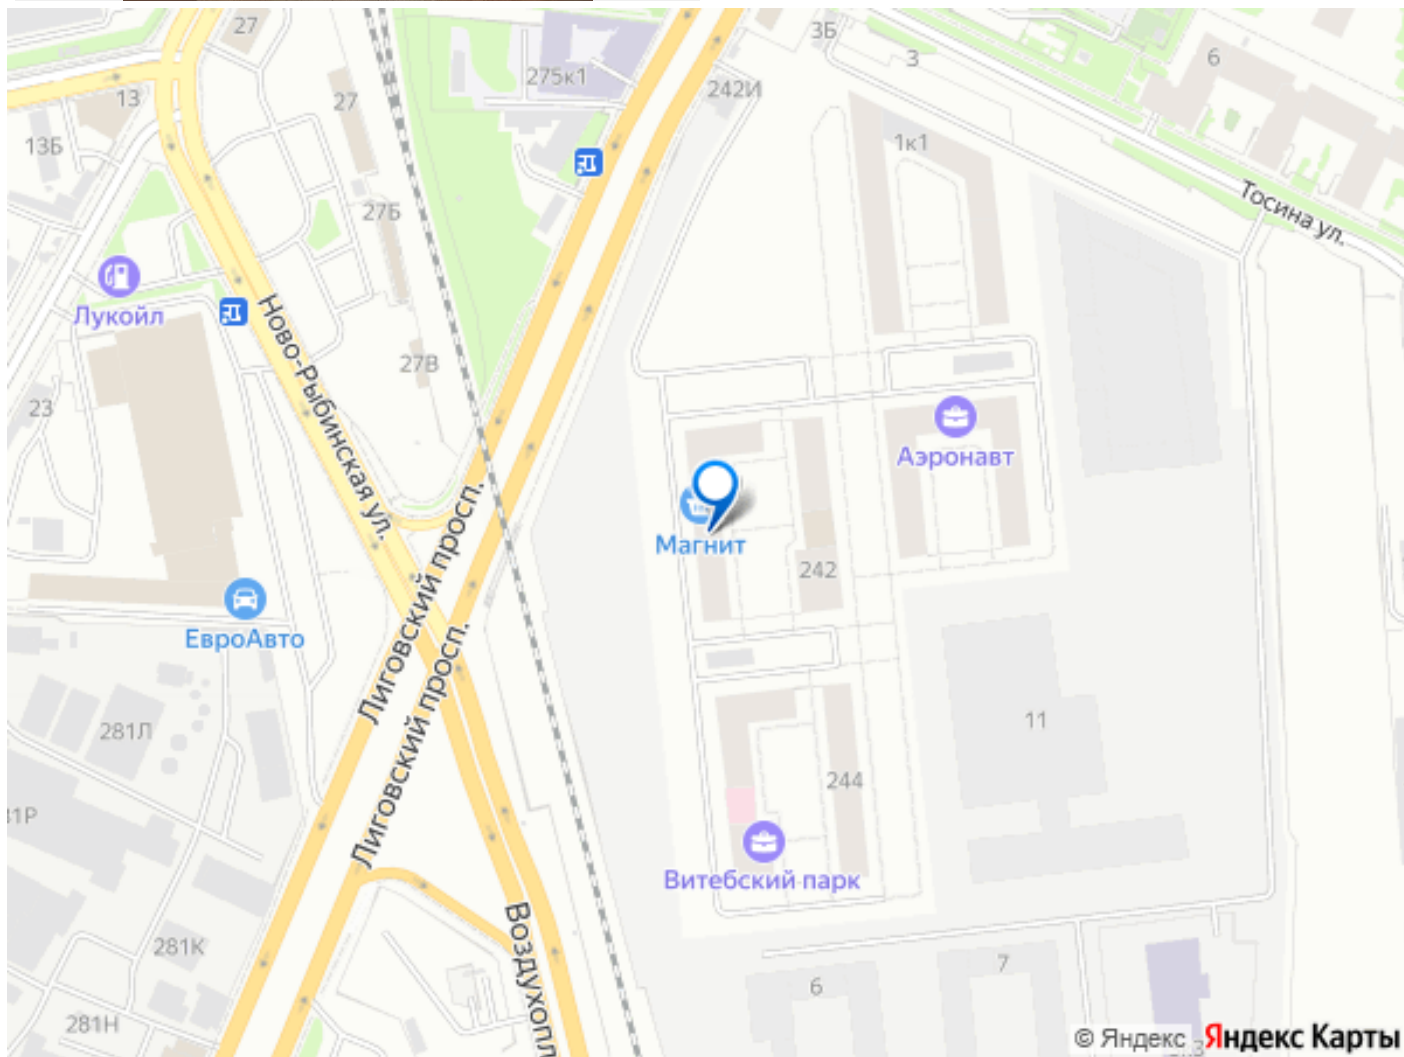 27
3Б
3
6
275к1
242И
13
27
13Б
1к1
27Б
Тосина ул.
Лукойл
Ново-Рыбинская ул.
27В
23
Аэронавт
Магнит
242
Лиговский просп.
Лиговский просп.
ЕвроАвто
11
281Л
244
31Р
Витебский парк
Воздухопл
281К
7
6
281Н
© Яндекс
Яндекс Карты